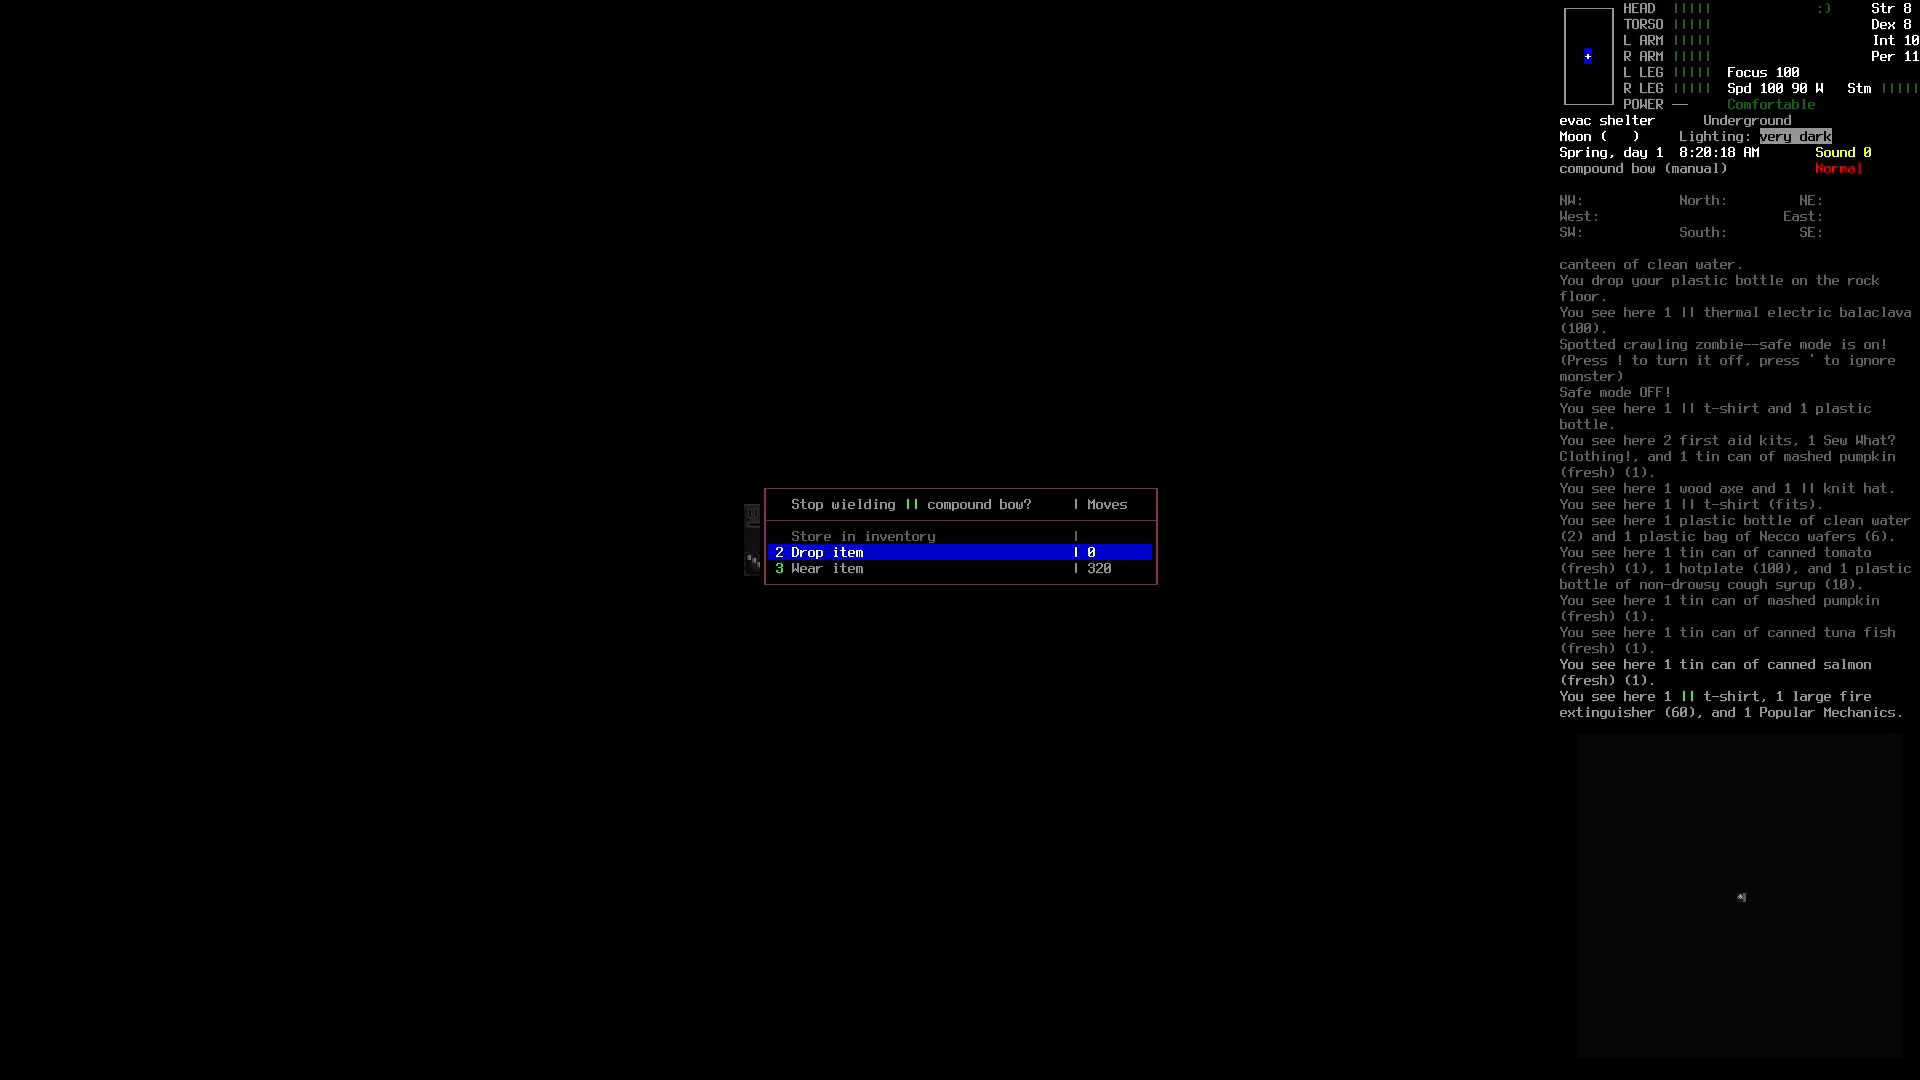 HEAD ||||| :) Str 8
TORSO ||||| Dex 8
L ARM ||||| Int 10
R ARM ||||| Per 11
L LEG ||||| Focus 100
R LEG ||||| Spd 100 90 W Stm |||||
POWER —— Comfortable
evac shelter Underground
Moon ( ) Lighting: very dark
Spring, day 1 8:20:18 AM Sound 0
compound bow (manual) Normal
NW: North: NE:
West: East:
SW: South: SE:
canteen of clean water.
You drop your plastic bottle on the rock
floor.
You see here 1 || thermal electric balaclava
(100).
Spotted crawling zombie--safe mode is on!
(Press ! to turn it off, press ' to ignore
monster)
Safe mode OFF!
You see here 1 || t-shirt and 1 plastic
bottle.
You see here 2 first aid kits, 1 Sew What?
Clothing!, and 1 tin can of mashed pumpkin
(fresh) (1).
You see here 1 wood axe and 1 || knit hat.
You see here 1 || t-shirt (fits).
You see here 1 plastic bottle of clean water
(2) and 1 plastic bag of Necco wafers (6).
You see here 1 tin can of canned tomato
(fresh) (1), 1 hotplate (100), and 1 plastic
bottle of non-drowsy cough syrup (10).
You see here 1 tin can of mashed pumpkin
(fresh) (1).
You see here 1 tin can of canned tuna fish
(fresh) (1).
You see here 1 tin can of canned salmon
(fresh) (1).
You see here 1 || t-shirt, 1 large fire
extinguisher (60), and 1 Popular Mechanics.
Stop wielding || compound bow? | Moves
Store in inventory |
2 Drop item | 0
3 Wear item | 320